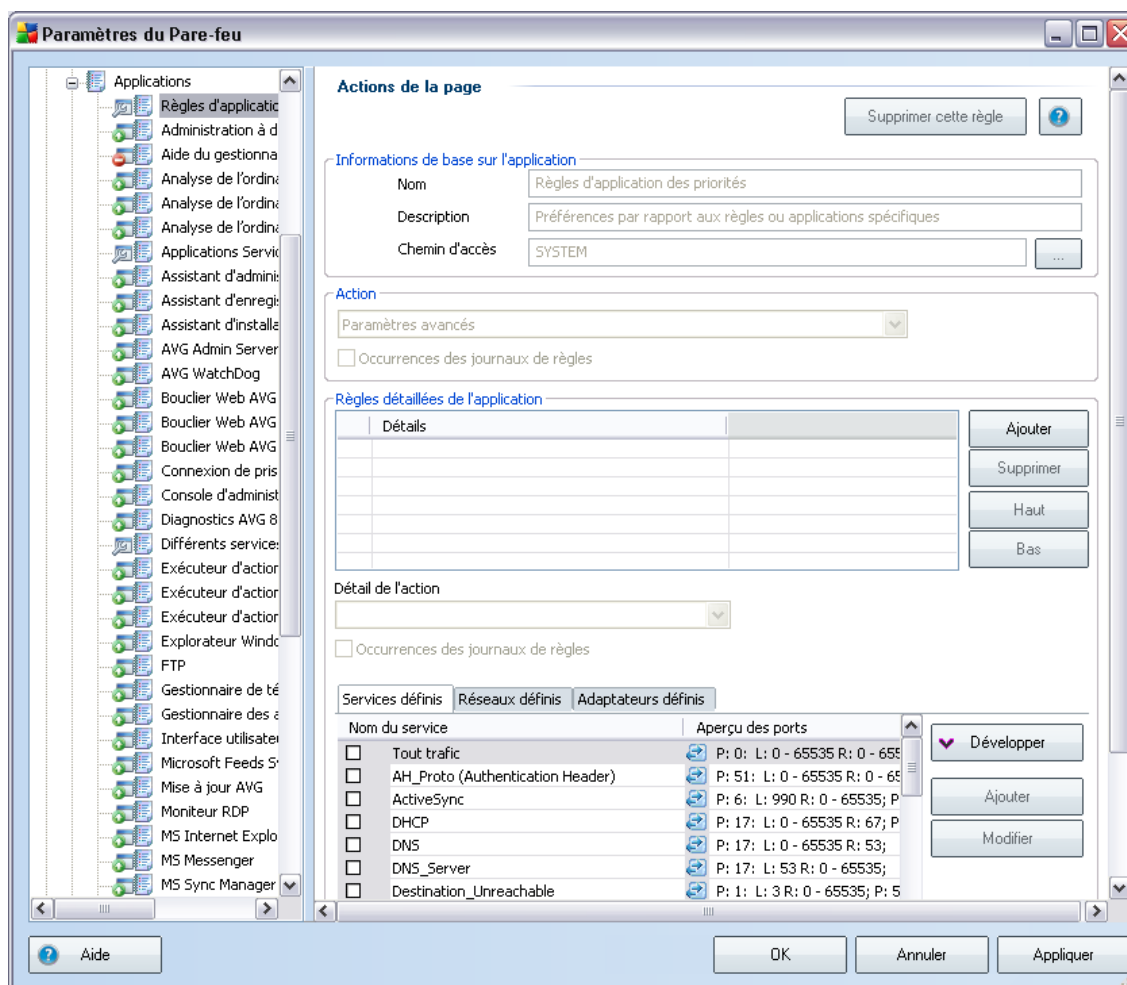 Paramètres du Pare-feu
Applications
Règles d'applicatio
Administration à d
Aide du gestionna
Analyse de l'ordina
Analyse de l'ordina
Analyse de l'ordina
Applications Servic
Assistant d'adminis
Assistant d'enregis
Assistant d'installa
AVG Admin Server
AVG WatchDog
Bouclier Web AVG
Bouclier Web AVG
Bouclier Web AVG
Connexion de pris
Console d'administ
Diagnostics AVG 8
Différents services
Exécuteur d'action
Exécuteur d'action
Exécuteur d'action
Explorateur Windo
FTP
Gestionnaire de té
Gestionnaire des a
Interface utilisateu
Microsoft Feeds S
Mise à jour AVG
Moniteur RDP
MS Internet Explo
MS Messenger
MS Sync Manager
Actions de la page
Supprimer cette règle
Informations de base sur l'application
Nom
Règles d'application des priorités
Description
Préférences par rapport aux règles ou applications spécifiques
Chemin d'accès
SYSTEM
...
Action
Paramètres avancés
Occurrences des journaux de règles
Règles détaillées de l'application
Détails
Ajouter
Supprimer
Haut
Bas
Détail de l'action
Occurrences des journaux de règles
Services définis Réseaux définis Adaptateurs définis
Nom du service Aperçu des ports
Tout trafic P: 0: L: 0 - 65535 R: 0 - 655
AH_Proto (Authentication Header) P: 51: L: 0 - 65535 R: 0 - 65
ActiveSync P: 6: L: 990 R: 0 - 65535; P
DHCP P: 17: L: 0 - 65535 R: 67; P
DNS P: 17: L: 0 - 65535 R: 53;
DNS_Server P: 17: L: 53 R: 0 - 65535;
Destination_Unreachable P: 1: L: 3 R: 0 - 65535; P: 5
Développer
Ajouter
Modifier
Aide
OK
Annuler
Appliquer